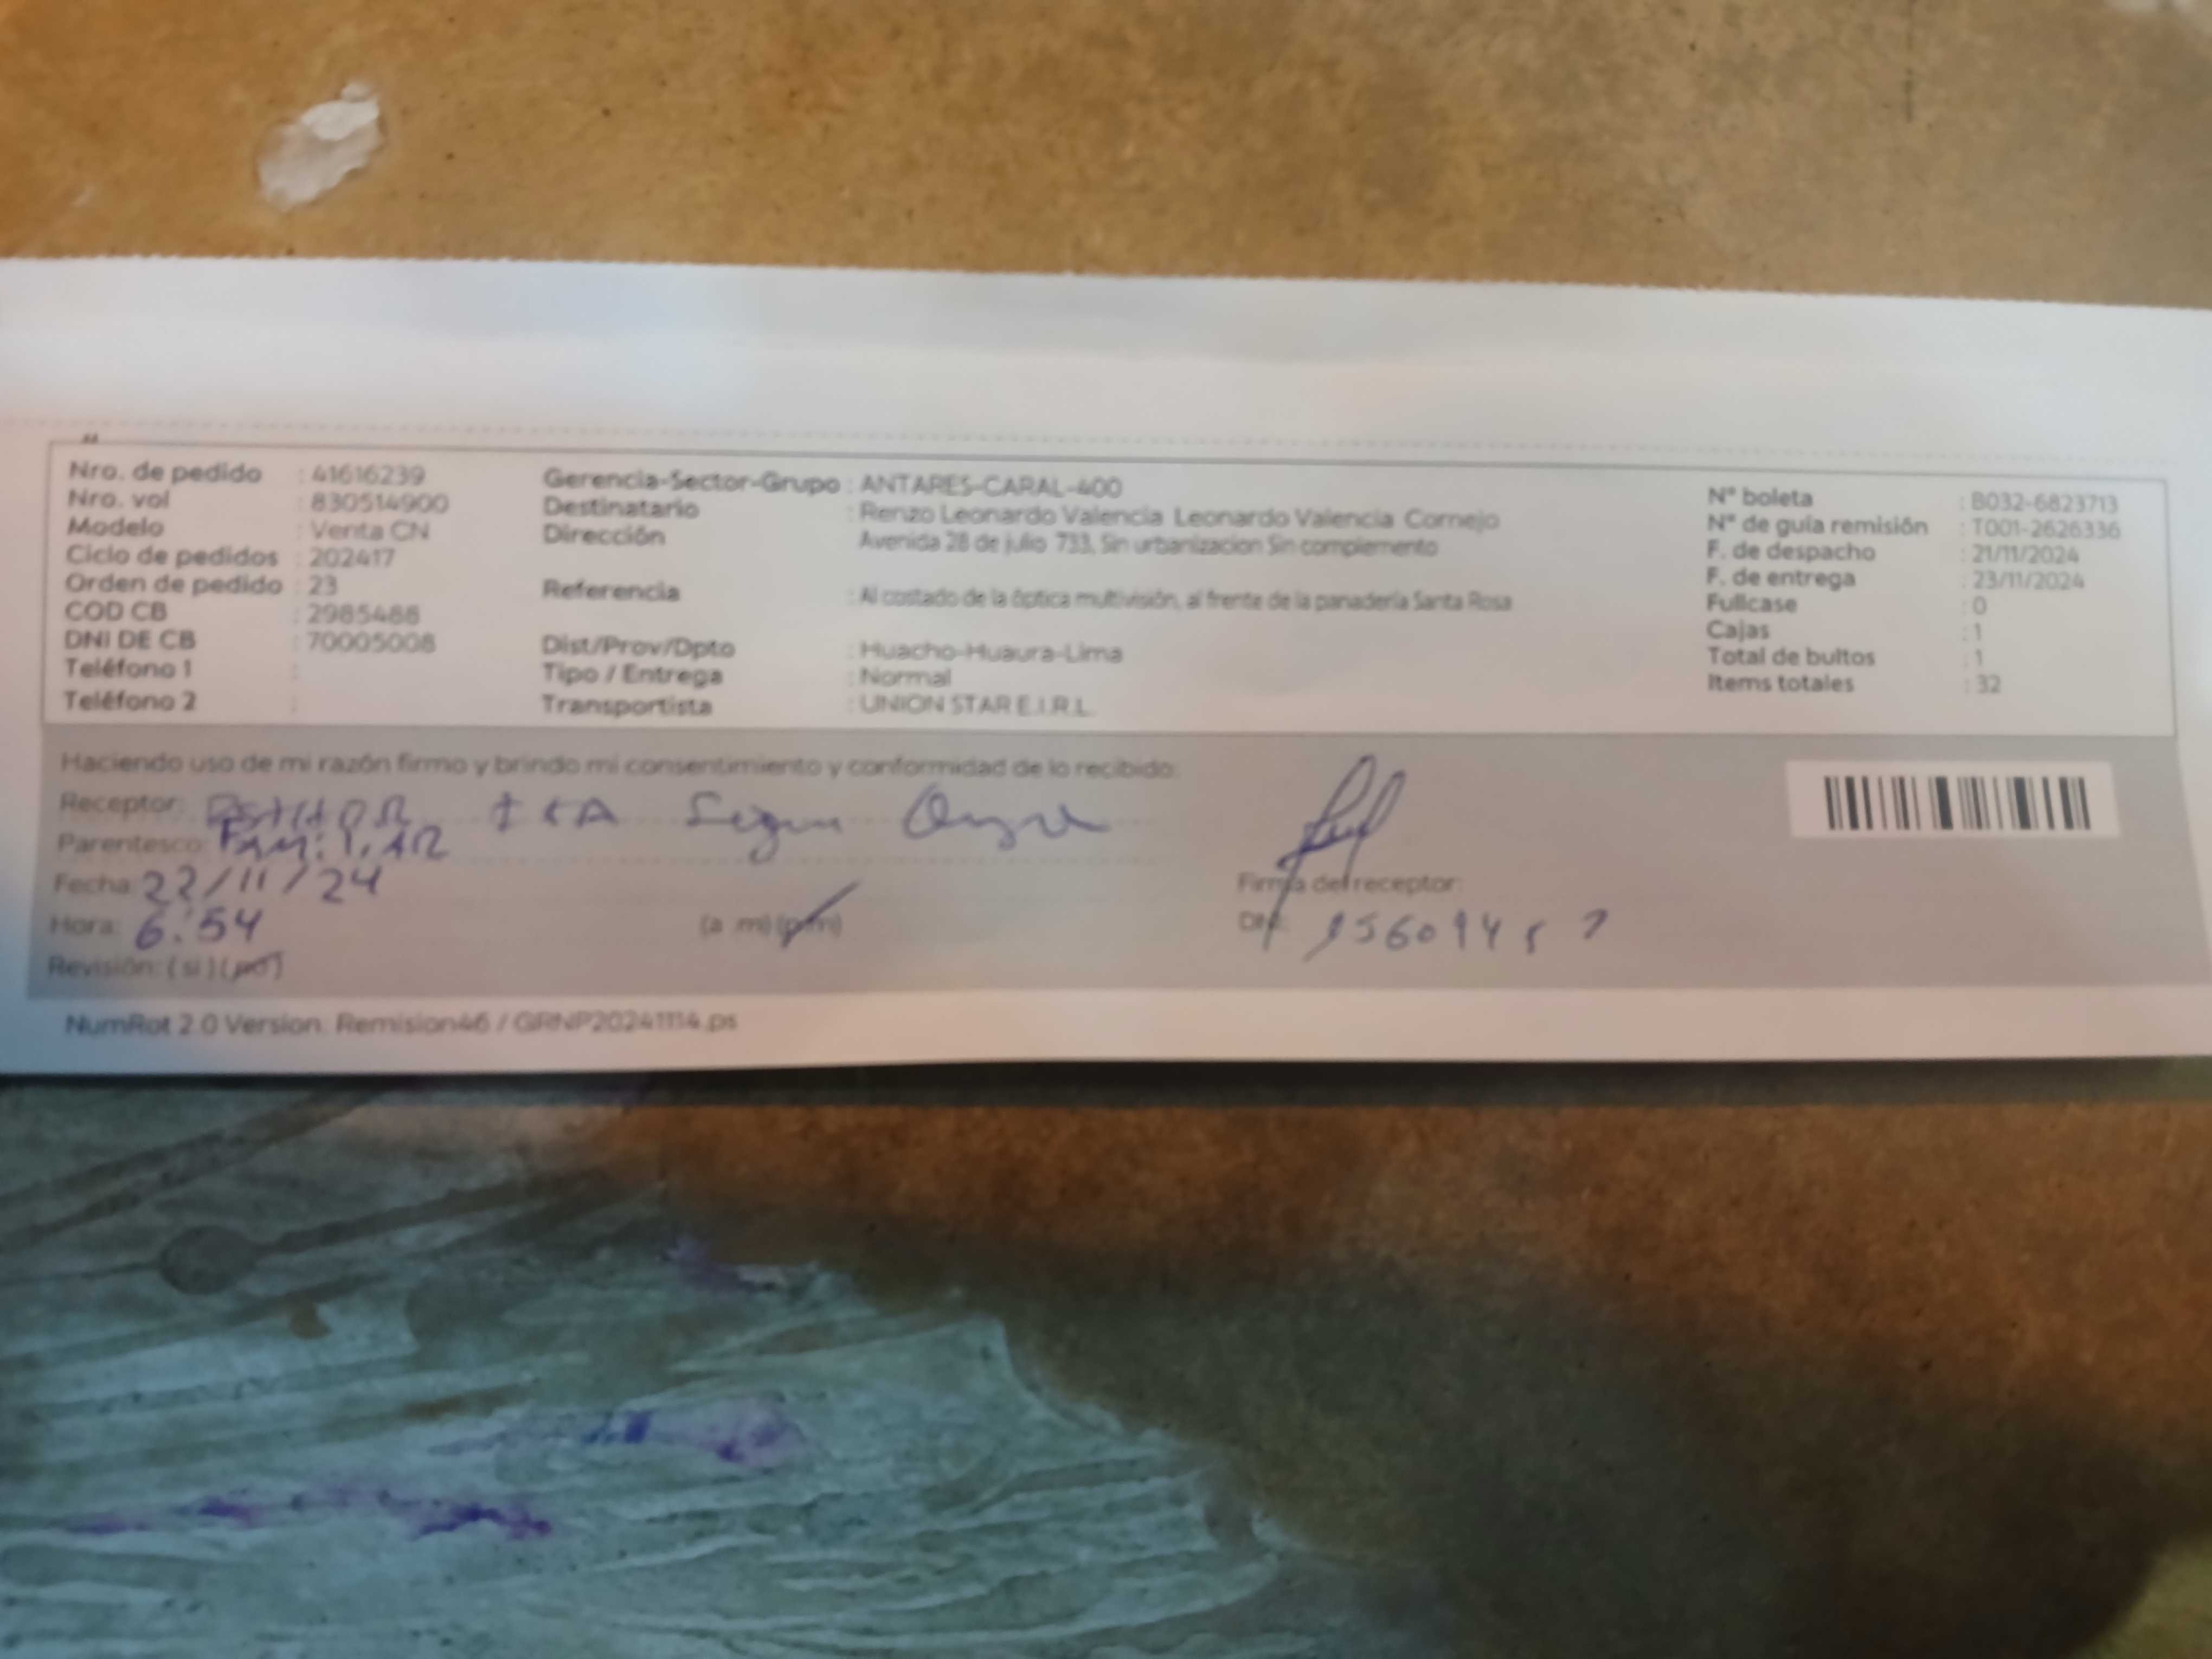 Nro. de pedido : 41616239
Nro. vol : 830514900
Modelo : Venta CN
Ciclo de pedidos : 202417
Orden de pedido : 23
COD CB : 2985488
DNI DE CB : 70005008
Teléfono 1 :
Teléfono 2 :
Gerencia-Sector-Grupo : ANTARES-CARAL-400
Destinatario : Renzo Leonardo Valencia Leonardo Valencia Cornejo
Dirección Avenida 28 de julio 733, Sin urbanizacion Sin complemento
Referencia : Al costado de la óptica multivisión, al frente de la panadería Santa Rosa
Dist/Prov/Dpto : Huacho-Huaura-Lima
Tipo / Entrega : Normal
Transportista : UNION STAR E.I.R.L.
N° boleta : B032-6823713
N° de guía remisión : T001-2626336
F. de despacho : 21/11/2024
F. de entrega : 23/11/2024
Fullcase : 0
Cajas : 1
Total de bultos : 1
Items totales : 32
Haciendo uso de mi razón firmo y brindo mi consentimiento y conformidad de lo recibido:
Receptor:
Parentesco: Fam:l.ar
Fecha: 22/11/24
Hora: 6:54 (a .m) (p.m)
Revisión: (si) (no)
Firma del receptor:
DNI:
NumRot 2.0 Version: Remision46 / GRNP20241114.ps